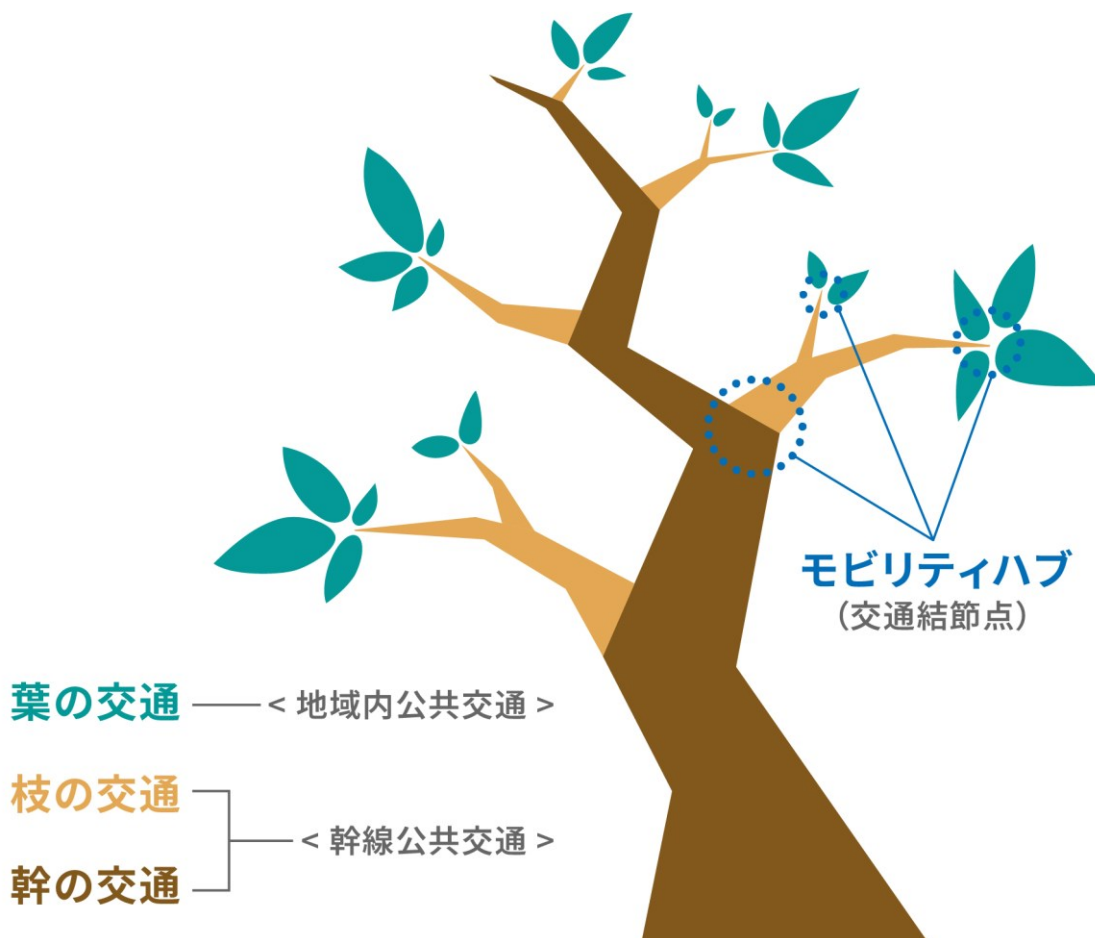 モビリティハブ
（交通結節点）
葉の交通
< 地域内公共交通 >
枝の交通
< 幹線公共交通 >
幹の交通